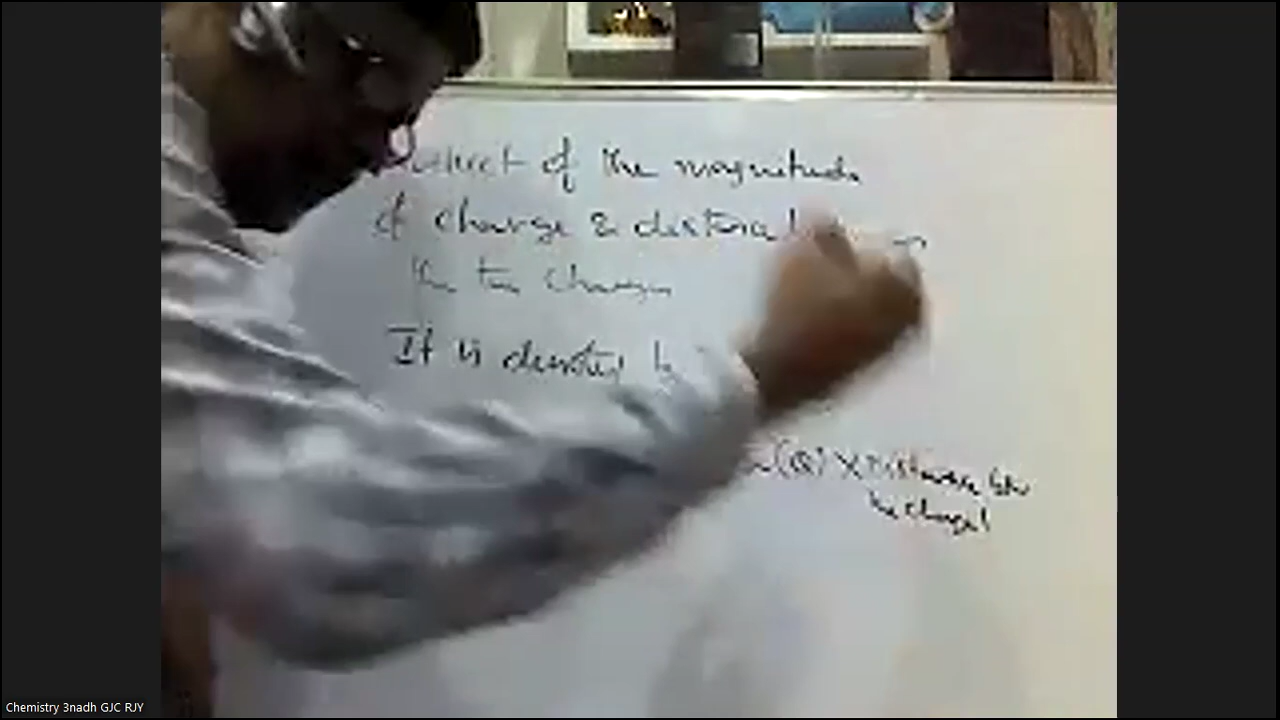 of the magnitude
of charge & distance
the two charges
It is denoted
(Q) X Distance btw
the charges
Chemistry 3nadh GJC RJY